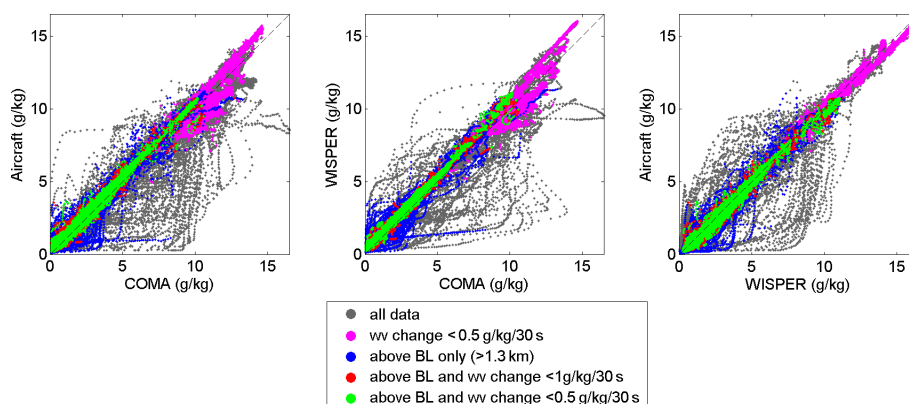 15
10
5
0
0 5 10 15
Aircraft (g/kg)
COMA (g/kg)
15
10
5
0
0 5 10 15
WISPER (g/kg)
COMA (g/kg)
15
10
5
0
0 5 10 15
Aircraft (g/kg)
WISPER (g/kg)
all data
wv change <0.5 g/kg/30 s
above BL only (>1.3 km)
above BL and wv change <1g/kg/30 s
above BL and wv change <0.5 g/kg/30 s